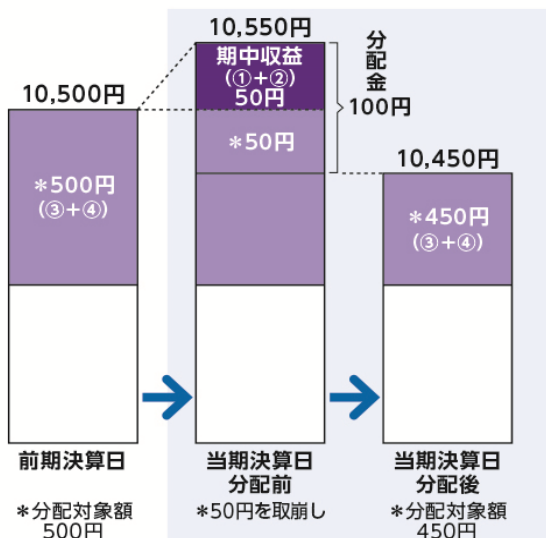 10,500円
*500円
(③+④)
前期決算日
*分配対象額
500円
10,550円
期中収益
(①+②)
50円
*50円
分配金
100円
当期決算日
分配前
*50円を取崩し
10,450円
*450円
(③+④)
当期決算日
分配後
*分配対象額
450円